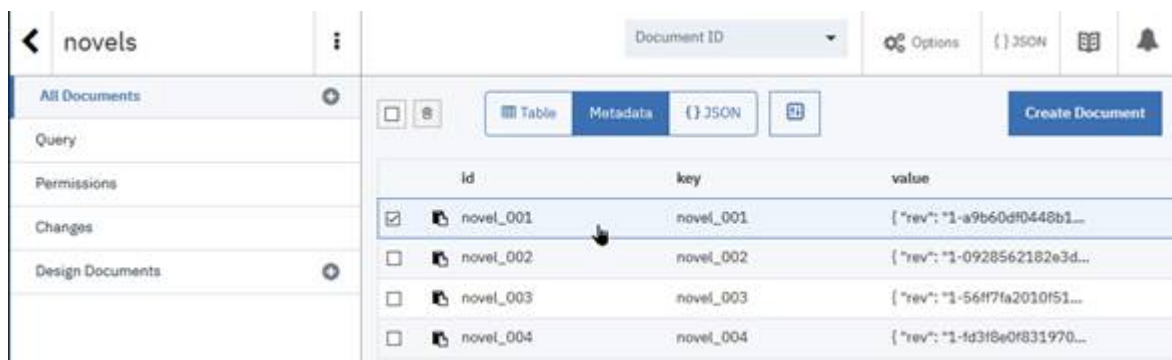 novels
Document ID
Options
{ } JSON
All Documents
Query
Permissions
Changes
Design Documents
Table
Metadata
{ } JSON
Create Document
id key value
novel_001 novel_001 { "rev": "1-a9b60df0448b1...
novel_002 novel_002 { "rev": "1-0928562182e3d...
novel_003 novel_003 { "rev": "1-56ff7fa2010f51...
novel_004 novel_004 { "rev": "1-fd3f8e0f831970...